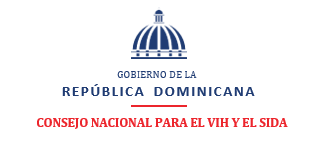 GOBIERNO DE LA
REPÚBLICA DOMINICANA
CONSEJO NACIONAL PARA EL VIH Y EL SIDA